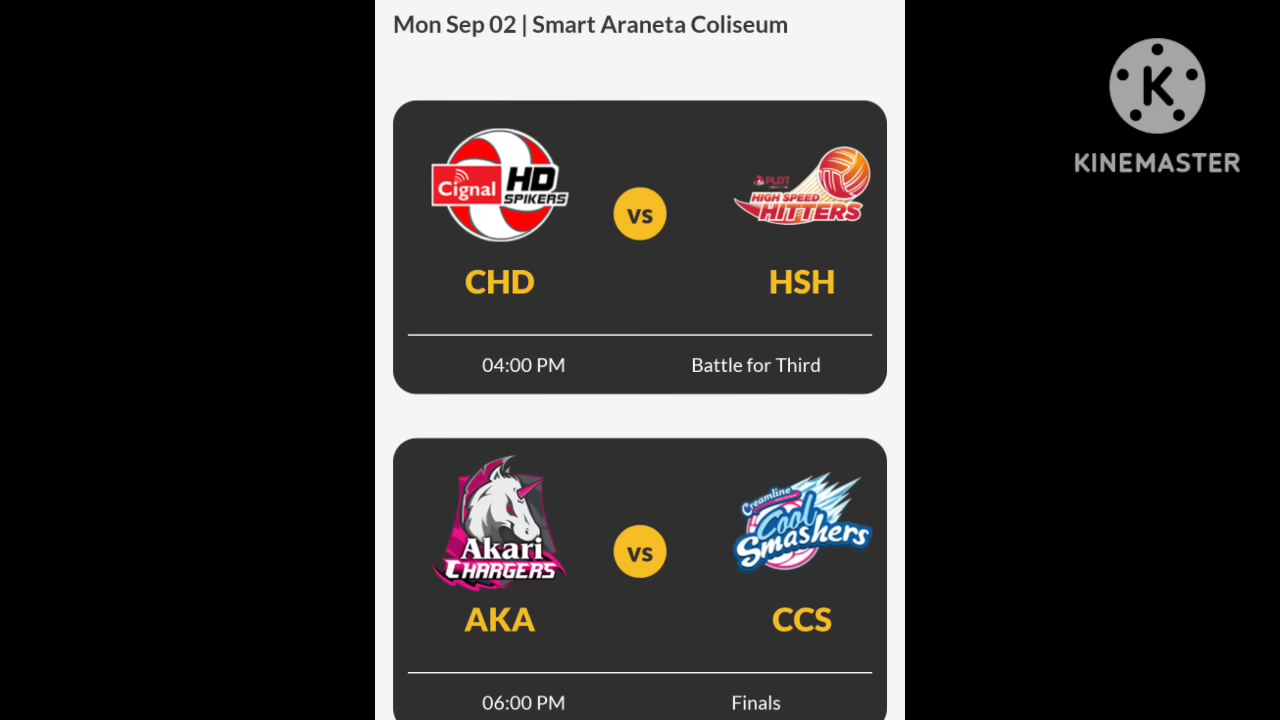 Mon Sep 02 | Smart Araneta Coliseum
KINEMASTER
Cignal HD SPIKERS
vs
PLDT
HIGH SPEED
HITTERS
CHD
HSH
04:00 PM
Battle for Third
Akari
CHARGERS
vs
Creamline
Cool
Smashers
AKA
CCS
06:00 PM
Finals